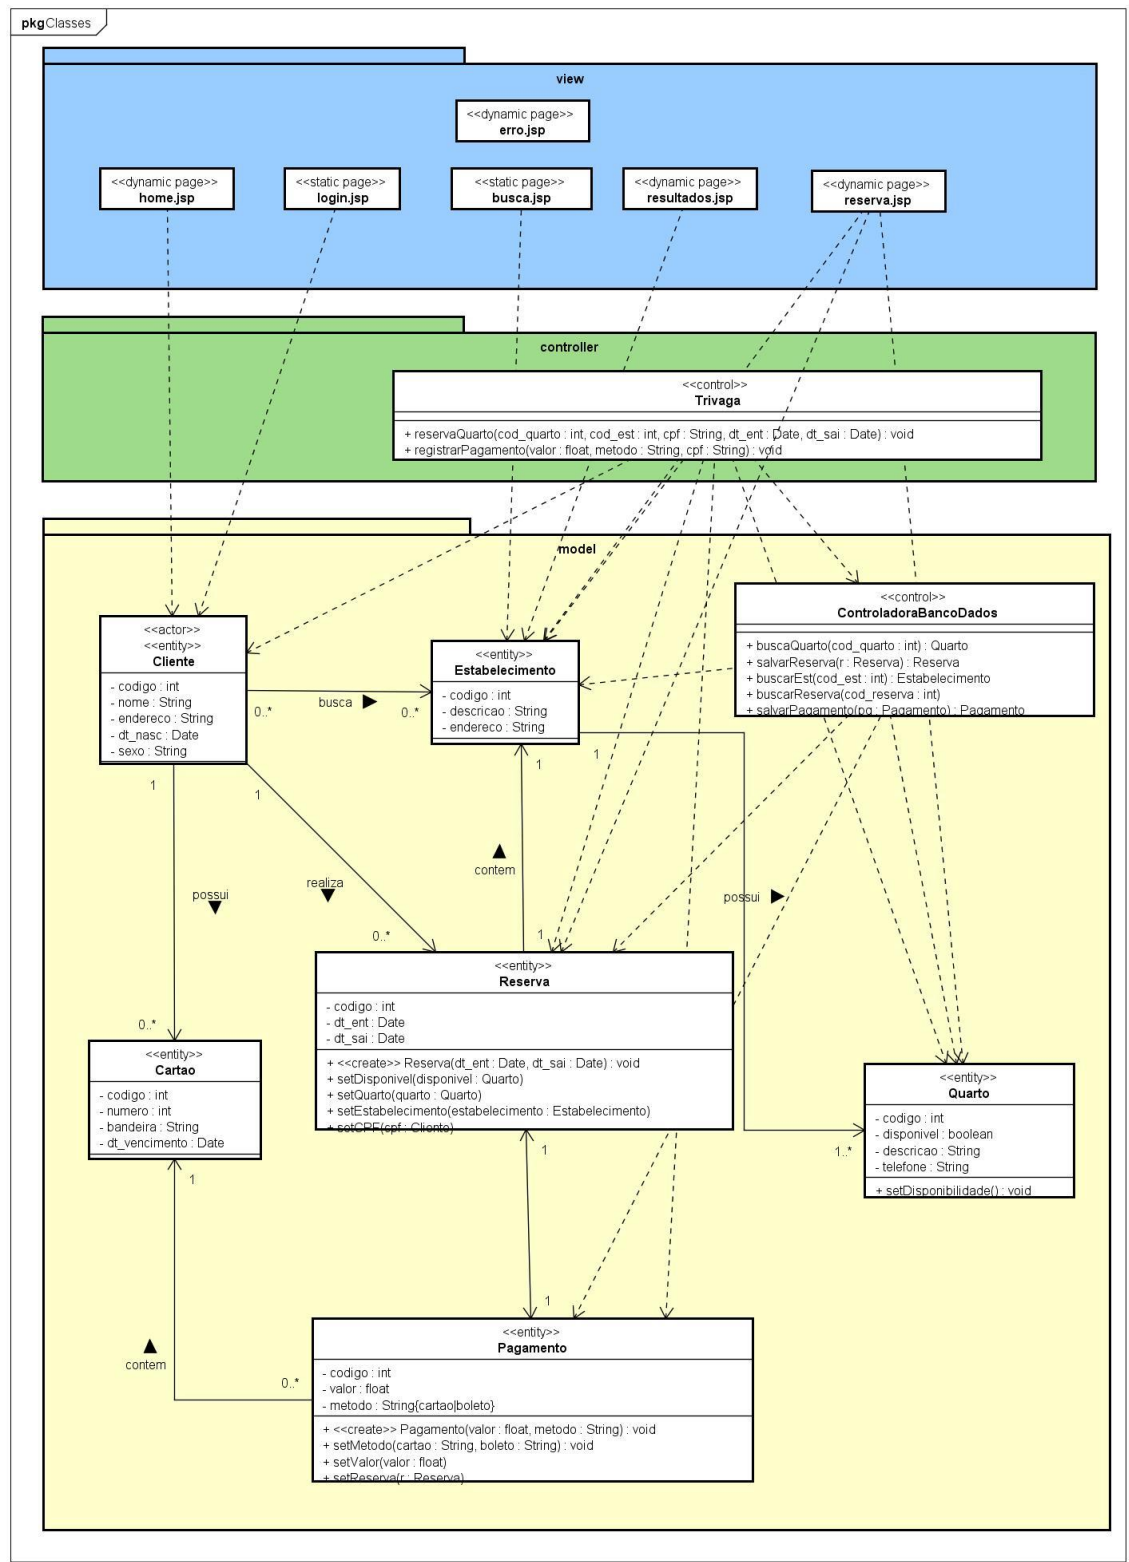 pkgClasses
view
<<dynamic page>>
erro.jsp
<<dynamic page>>
home.jsp
<<static page>>
login.jsp
<<static page>>
busca.jsp
<<dynamic page>>
resultados.jsp
<<dynamic page>>
reserva.jsp
controller
<<control>>
Trivaga
+ reservaQuarto(cod_quarto : int, cod_est : int, cpf : String, dt_ent : Date, dt_sai : Date) : void
+ registrarPagamento(valor : float, metodo : String, cpf : String) : void
model
<<control>>
ControladoraBancoDados
+ buscaQuarto(cod_quarto : int) : Quarto
+ salvarReserva(r : Reserva) : Reserva
+ buscarEst(cod_est : int) : Estabelecimento
+ buscarReserva(cod_reserva : int)
+ salvarPagamento(pg : Pagamento) : Pagamento
<<actor>>
<<entity>>
Cliente
- codigo : int
- nome : String
- endereco : String
- dt_nasc : Date
- sexo : String
<<entity>>
Estabelecimento
- codigo : int
- descricao : String
- endereco : String
0..*
busca
0..*
1
1
1
1
possui
realiza
contem
possui
0..*
0..*
1
1..*
<<entity>>
Reserva
- codigo : int
- dt_ent : Date
- dt_sai : Date
+ <<create>> Reserva(dt_ent : Date, dt_sai : Date) : void
+ setDisponivel(disponivel : Quarto)
+ setQuarto(quarto : Quarto)
+ setEstabelecimento(estabelecimento : Estabelecimento)
+ setCPF(cpf : Cliente)
<<entity>>
Cartao
- codigo : int
- numero : int
- bandeira : String
- dt_vencimento : Date
<<entity>>
Quarto
- codigo : int
- disponivel : boolean
- descricao : String
- telefone : String
+ setDisponibilidade() : void
1
1
1
contem
0..*
<<entity>>
Pagamento
- codigo : int
- valor : float
- metodo : String{cartao|boleto}
+ <<create>> Pagamento(valor : float, metodo : String) : void
+ setMetodo(cartao : String, boleto : String) : void
+ setValor(valor : float)
+ setReserva(r : Reserva)